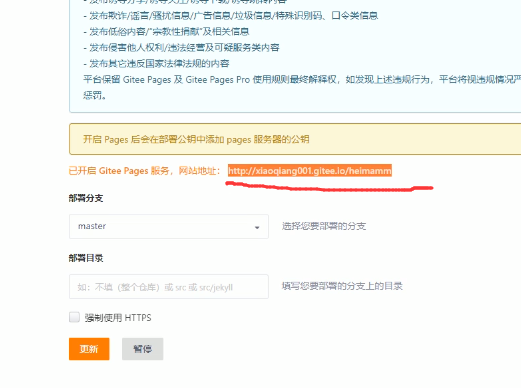 - 发布欺诈/谣言/骚扰信息/广告信息/垃圾信息/特殊识别码、口令类信息
- 发布低俗内容/"宗教性捐献"及相关信息
- 发布侵害他人权利/违法经营及可疑服务类内容
- 发布其它违反国家法律法规的内容
平台保留 Gitee Pages 及 Gitee Pages Pro 使用规则最终解释权，如发现上述违规行为，平台将视违规情况严
惩罚。
开启 Pages 后会在部署公钥中添加 pages 服务器的公钥
已开启 Gitee Pages 服务，网站地址： http://xiaoqiang001.gitee.io/heimamm
部署分支
master 选择您要部署的分支
部署目录
如：不填（整个仓库）或 src 或 src/jekyll 填写您要部署的分支上的目录
强制使用 HTTPS
更新 暂停